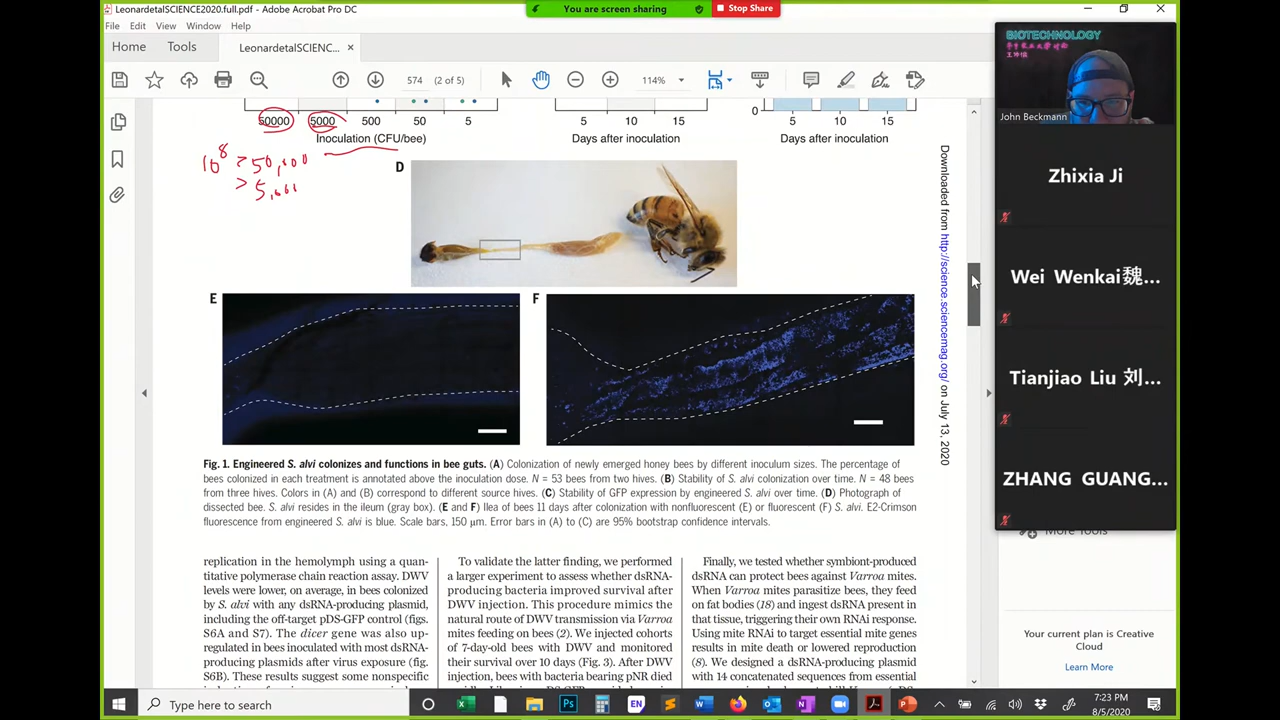 LeonardetalSCIENCE2020.full.pdf - Adobe Acrobat Pro DC
You are screen sharing
Stop Share
File Edit View Window Help
Home Tools LeonardetalSCIENC... ×
574 (2 of 5) 114%
BIOTECHNOLOGY
John Beckmann
Zhixia Ji
Wei Wenkai魏...
Tianjiao Liu 刘...
ZHANG GUANG...
More Tools
Your current plan is Creative
Cloud
Learn More
50000 5000 500 50 5
Inoculation (CFU/bee)
5 10 15
Days after inoculation
0
5 10 15
Days after inoculation
10⁸ > 50,000
> 5,000
D
E
F
Downloaded from http://science.sciencemag.org/ on July 13, 2020
Fig. 1. Engineered S. alvi colonizes and functions in bee guts. (A) Colonization of newly emerged honey bees by different inoculum sizes. The percentage of
bees colonized in each treatment is annotated above the inoculation dose. N = 53 bees from two hives. (B) Stability of S. alvi colonization over time. N = 48 bees
from three hives. Colors in (A) and (B) correspond to different source hives. (C) Stability of GFP expression by engineered S. alvi over time. (D) Photograph of
dissected bee. S. alvi resides in the ileum (gray box). (E and F) Ilea of bees 11 days after colonization with nonfluorescent (E) or fluorescent (F) S. alvi. E2-Crimson
fluorescence from engineered S. alvi is blue. Scale bars, 150 μm. Error bars in (A) to (C) are 95% bootstrap confidence intervals.
replication in the hemolymph using a quan-
titative polymerase chain reaction assay. DWV
levels were lower, on average, in bees colonized
by S. alvi with any dsRNA-producing plasmid,
including the off-target pDS-GFP control (figs.
S6A and S7). The dicer gene was also up-
regulated in bees inoculated with most dsRNA-
producing plasmids after virus exposure (fig.
S6B). These results suggest some nonspecific
To validate the latter finding, we performed
a larger experiment to assess whether dsRNA-
producing bacteria improved survival after
DWV injection. This procedure mimics the
natural route of DWV transmission via Varroa
mites feeding on bees (2). We injected cohorts
of 7-day-old bees with DWV and monitored
their survival over 10 days (Fig. 3). After DWV
injection, bees with bacteria bearing pNR died
Finally, we tested whether symbiont-produced
dsRNA can protect bees against Varroa mites.
When Varroa mites parasitize bees, they feed
on fat bodies (18) and ingest dsRNA present in
that tissue, triggering their own RNAi response.
Using mite RNAi to target essential mite genes
results in mite death or lowered reproduction
(8). We designed a dsRNA-producing plasmid
with 14 concatenated sequences from essential
Type here to search
EN
7:23 PM
8/5/2020